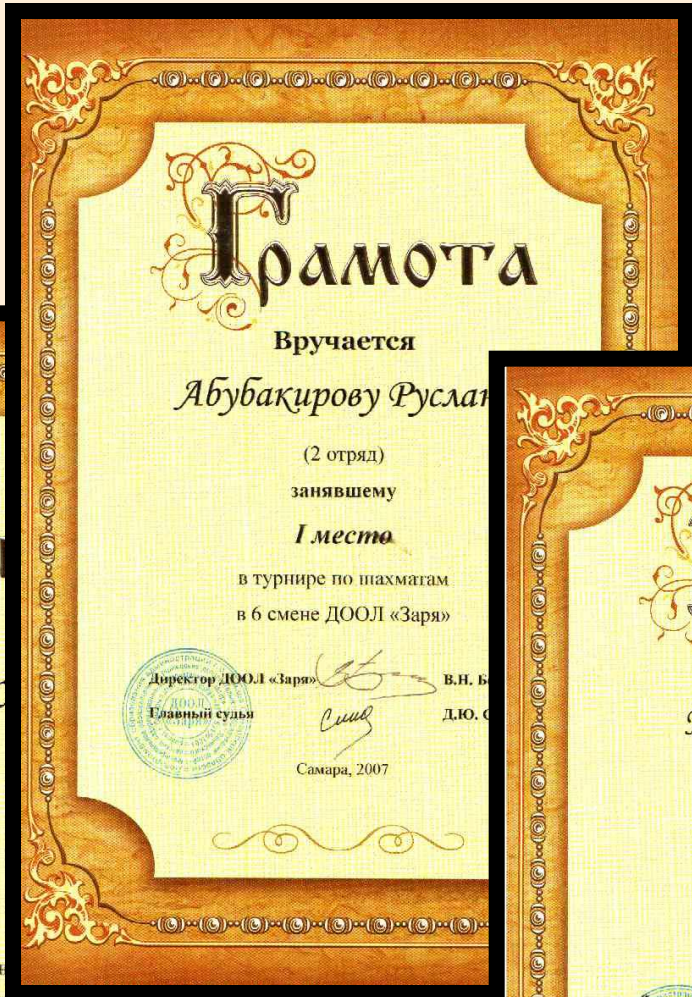 Грамота
Вручается
Абубакирову Руслан
(2 отряд)
занявшему
I место
в турнире по шахматам
в 6 смене ДООЛ «Заря»
Директор ДООЛ «Заря» В.Н.
Главный судья Д.Ю.
Самара, 2007
ДООЛ